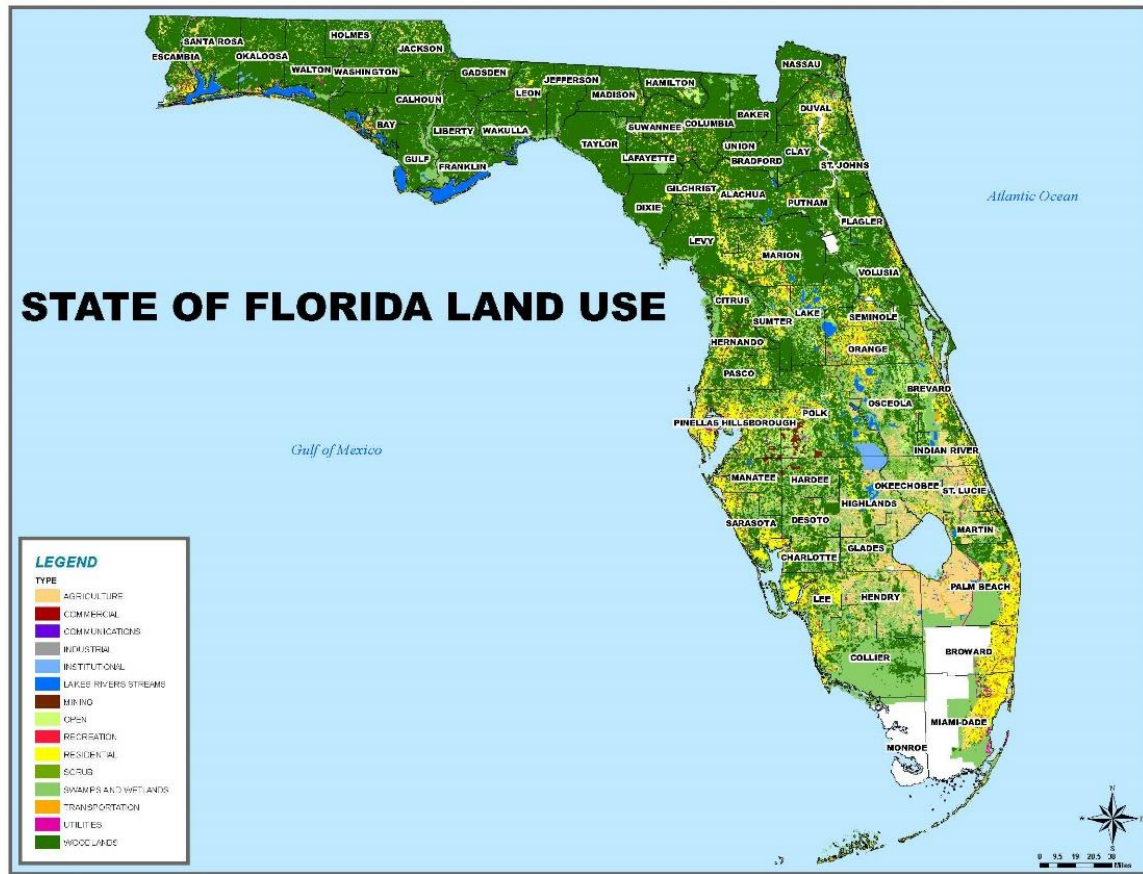 STATE OF FLORIDA LAND USE
SANTA ROSA
HOLMES
JACKSON
ESCAMBIA
OKALOOSA
WALTON
WASHINGTON
GADSDEN
NASSAU
LEON
JEFFERSON
HAMILTON
MADISON
CALHOUN
DUVAL
BAKER
COLUMBIA
SUWANNEE
BAY
LIBERTY
WAKULLA
TAYLOR
UNION
CLAY
LAFAYETTE
BRADFORD
ST. JOHNS
GULF
FRANKLIN
GILCHRIST
ALACHUA
PUTNAM
DIXIE
FLAGLER
LEVY
MARION
VOLUSIA
CITRUS
LAKE
SEMINOLE
SUMTER
HERNANDO
ORANGE
PASCO
BREVARD
OSCEOLA
POLK
PINELLAS
HILLSBOROUGH
INDIAN RIVER
MANATEE
HARDEE
OKEECHOBEE
ST. LUCIE
HIGHLANDS
SARASOTA
DESOTO
MARTIN
GLADES
CHARLOTTE
PALM BEACH
LEE
HENDRY
BROWARD
COLLIER
MIAMI-DADE
MONROE
Atlantic Ocean
Gulf of Mexico
LEGEND
TYPE
AGRICULTURE
COMMERCIAL
COMMUNICATIONS
INDUSTRIAL
INSTITUTIONAL
LAKES RIVERS STREAMS
MINING
OPEN
RECREATION
RESIDENTIAL
SCRUB
SWAMPS AND WETLANDS
TRANSPORTATION
UTILITIES
WOODLANDS
N
S
0 9.5 19 20.5 30
Miles